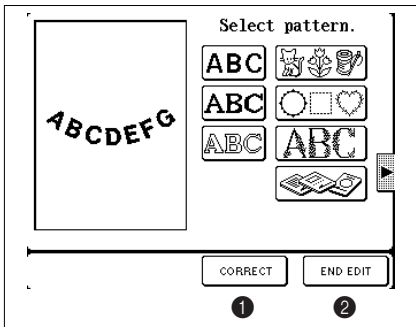 Select pattern.
ABCDEFG
ABC
ABC
ABC
ABC
CORRECT
END EDIT
1
2